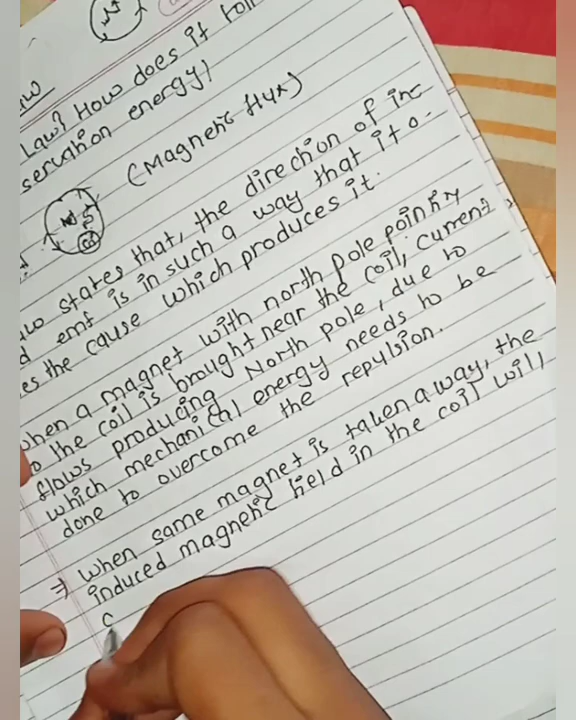 Law? How does it
servation energy)
(Magnetic flux)
N S
states that, the direction of inc
emf is in such a way that it o
es the cause which produces it.
when a magnet with north pole pointing
the coil is brought near the coil; current
flows producing North pole, due to
which mechanical energy needs to be
done to overcome the repulsion.
⇒ When same magnet is taken away, the
induced magnetic field in the coil will
c